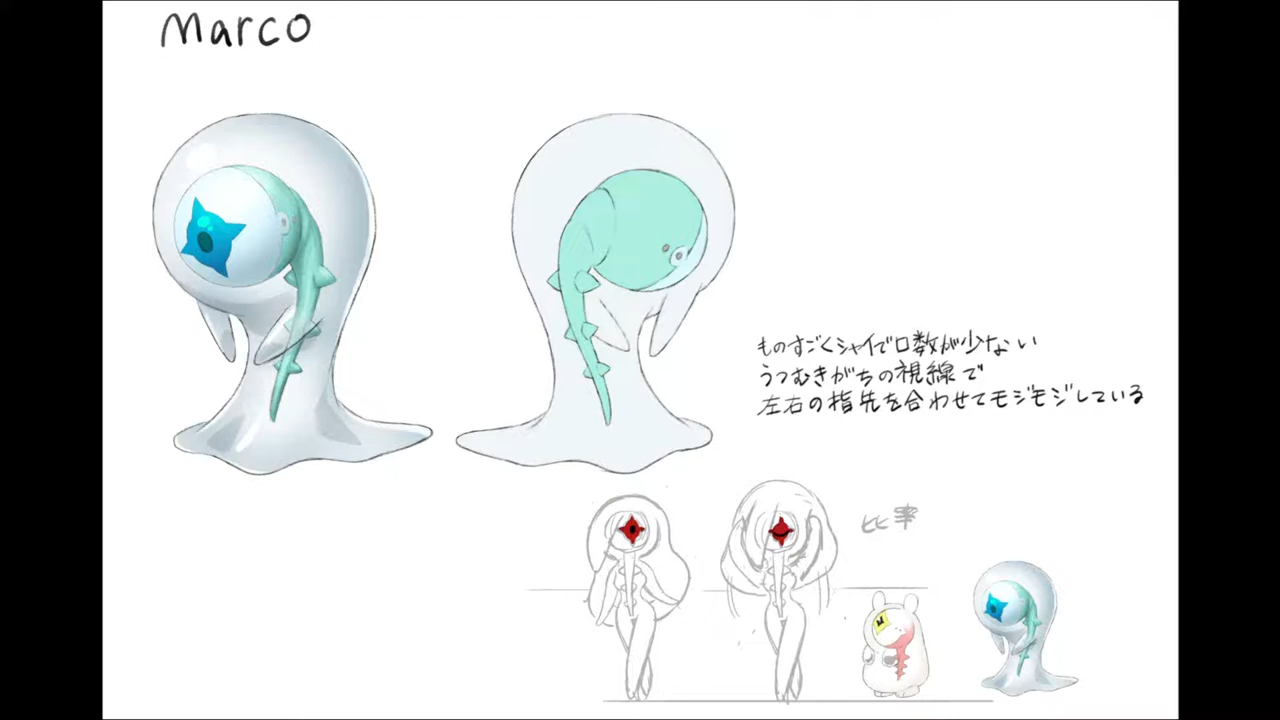 Marco
ものすごくシャイで口数が少ない
うつむきがちの視線で
左右の指先を合わせてモジモジしている
比率